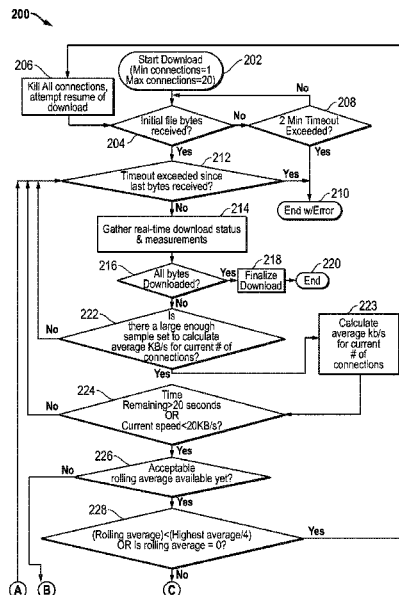 200
206
Kill All connections,
attempt resume of
download
Start Download
(Min connections=1
Max connections=20)
202
No
208
Initial file bytes
received?
No
2 Min Timeout
Exceeded?
204
Yes
212
Yes
Timeout exceeded since
last bytes received?
Yes
210
End w/Error
No
214
Gather real-time download status
& measurements
216
All bytes
Downloaded?
Yes
218
Finalize
Download
220
End
222
No
Is
there a large enough
sample set to calculate
average KB/s for current # of
connections?
No
Yes
223
Calculate
average kb/s
for current
# of
connections
224
Time
Remaining>20 seconds
OR
Current speed<20KB/s?
No
Yes
226
Acceptable
rolling average available yet?
No
Yes
228
(Rolling average)<(Highest average/4)
OR Is rolling average = 0?
Yes
No
A
B
C